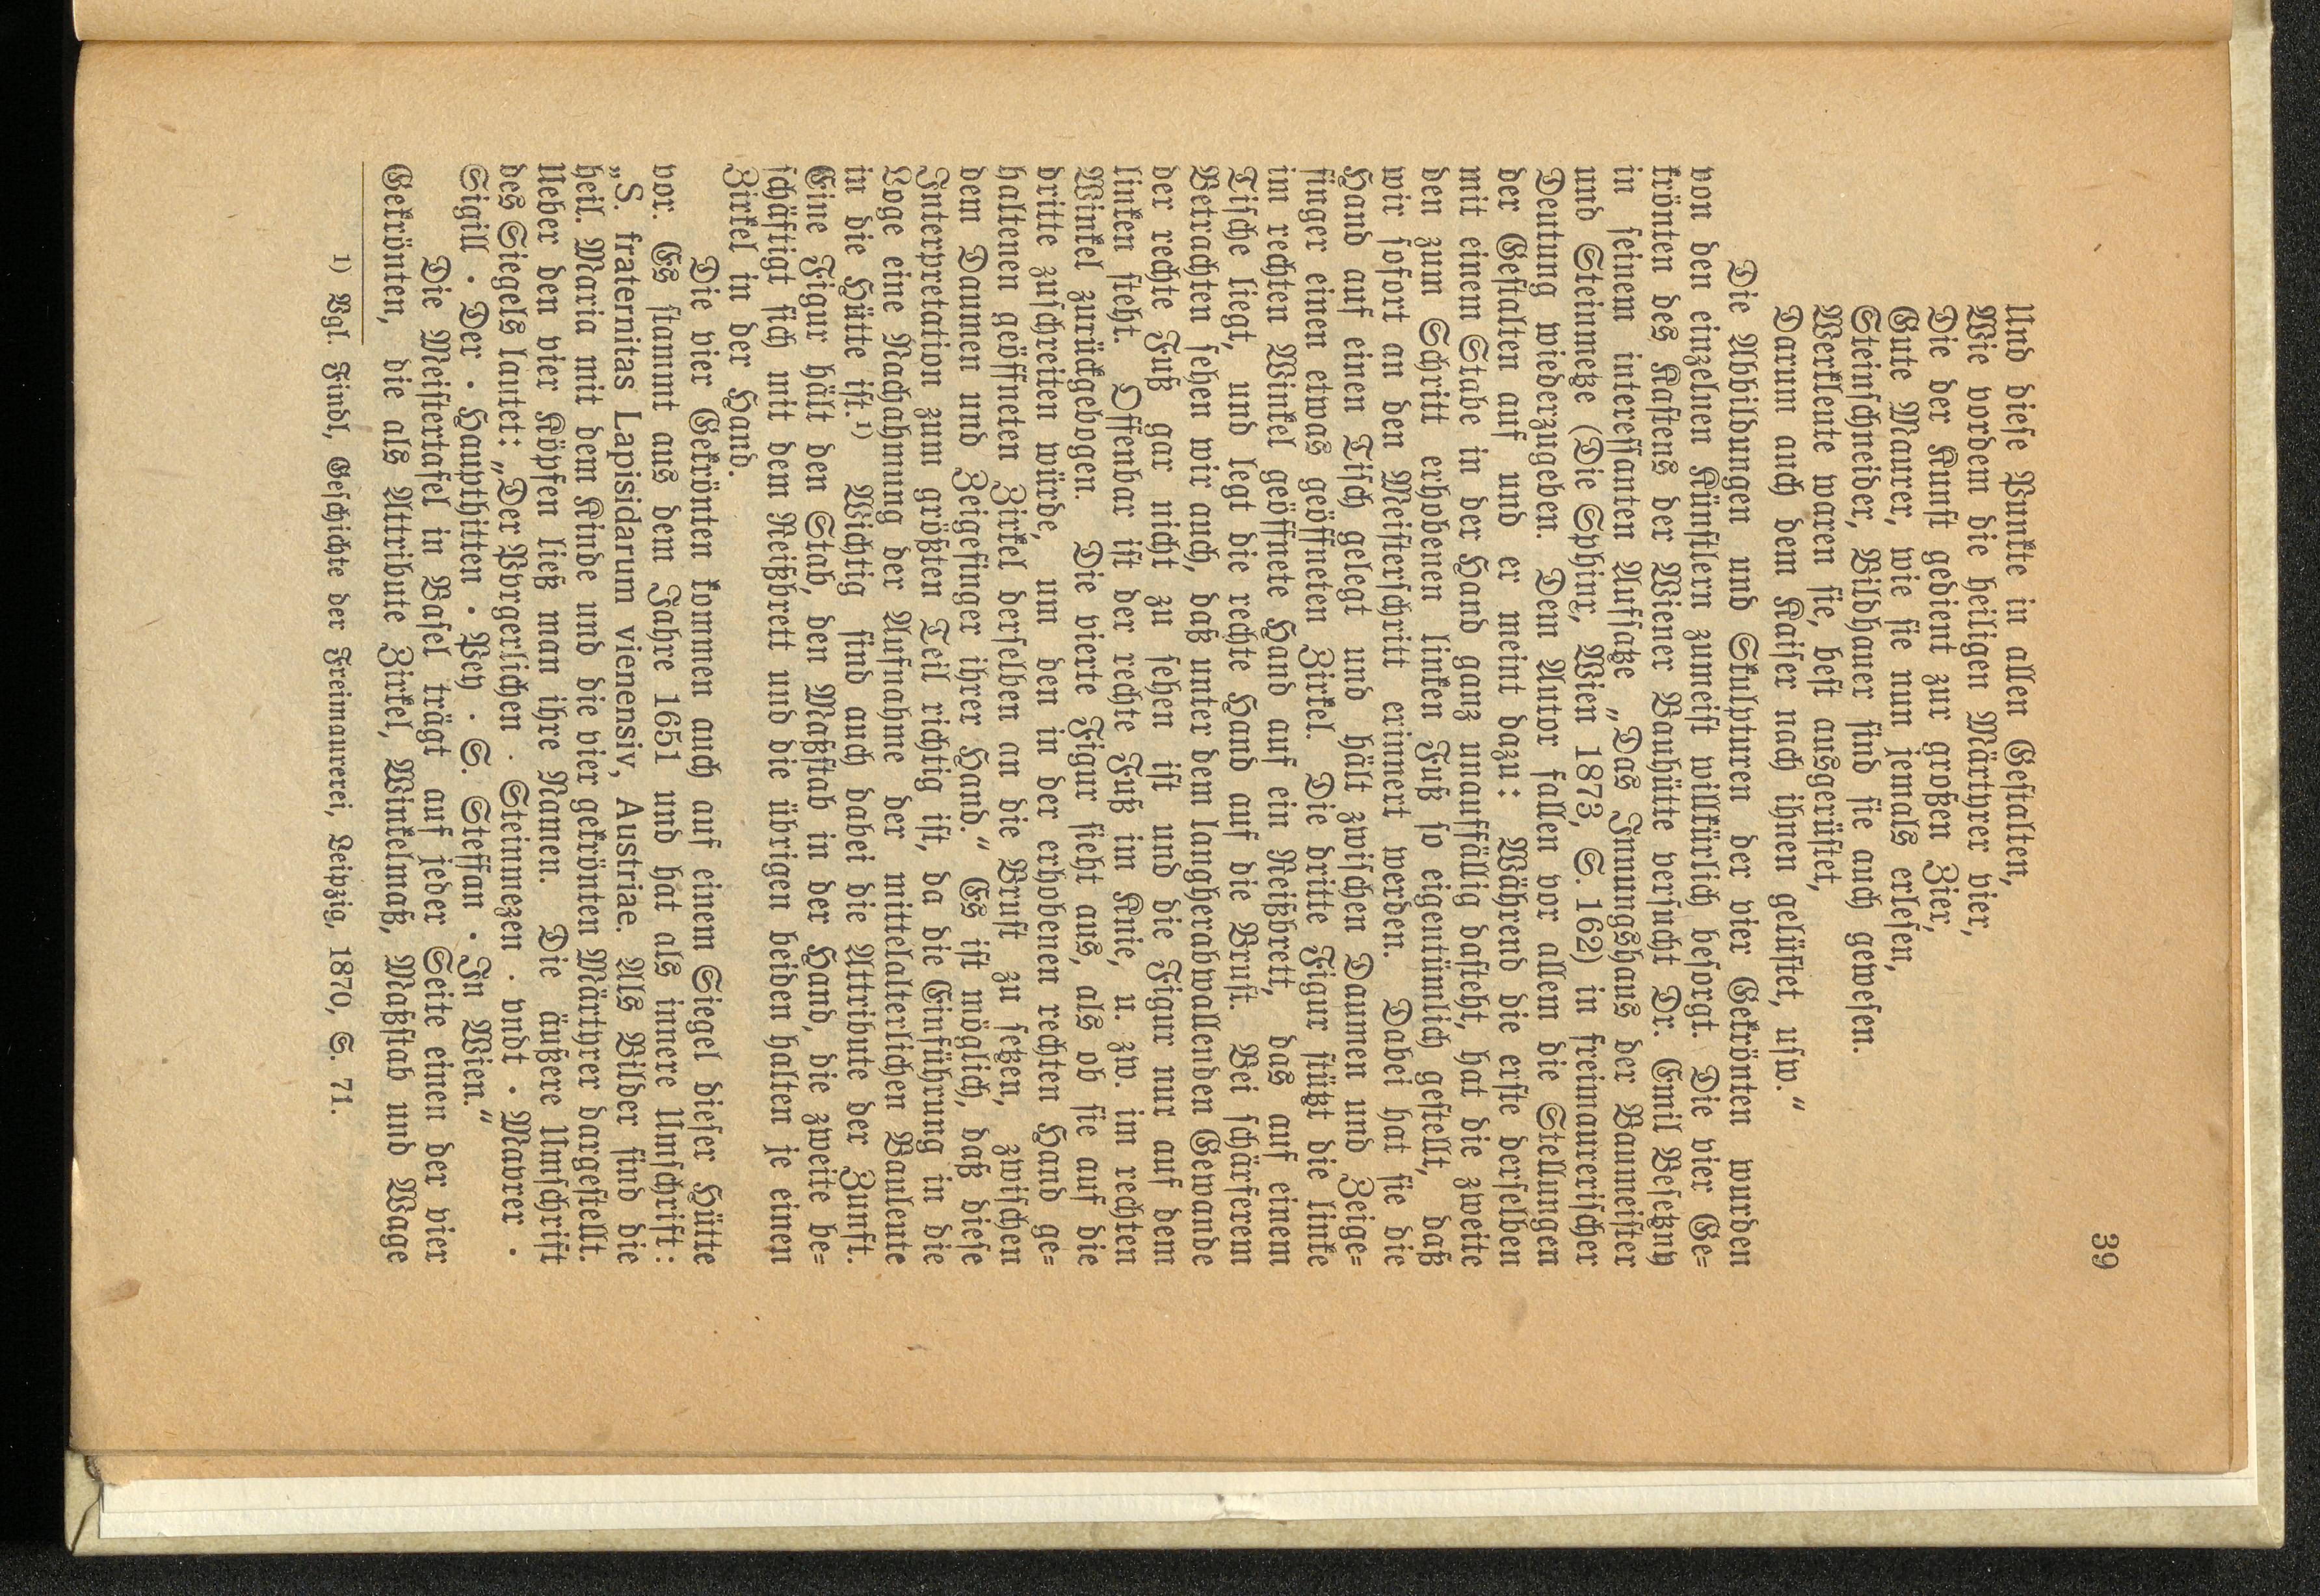 39
Und diese Punkte in allen Gestalten,
Wie vordem die heiligen Märthrer vier,
Die der Kunst gedient zur großen Zier,
Gute Maurer, wie sie nun jemals erlesen,
Steinschneider, Bildhauer sind sie auch gewesen.
Werkleute waren sie, best ausgerüstet,
Darum auch dem Kaiser nach ihnen gelüstet, usw.“
Die Abbildungen und Skulpturen der vier Gekrönten wurden
von den einzelnen Künstlern zumeist willkürlich besorgt. Die vier Ge=
krönten des Kastens der Wiener Bauhütte versucht Dr. Emil Besetzny
in seinem interessanten Aufsatze „Das Innungshaus der Baumeister
und Steinmetze (Die Sphinx, Wien 1873, S. 162) in freimaurerischer
Deutung wiederzugeben. Dem Autor fallen vor allem die Stellungen
der Gestalten auf und er meint dazu: Während die erste derselben
mit einem Stabe in der Hand ganz unauffällig dasteht, hat die zweite
den zum Schritt erhobenen linken Fuß so eigentümlich gestellt, daß
wir sofort an den Meisterschritt erinnert werden. Dabei hat sie die
Hand auf einen Tisch gelegt und hält zwischen Daumen und Zeige=
finger einen etwas geöffneten Zirkel. Die dritte Figur stützt die linke
im rechten Winkel geöffnete Hand auf ein Reißbrett, das auf einem
Tische liegt, und legt die rechte Hand auf die Brust. Bei schärferem
Betrachten sehen wir auch, daß unter dem langherabwallenden Gewande
der rechte Fuß gar nicht zu sehen ist und die Figur nur auf dem
linken steht. Offenbar ist der rechte Fuß im Knie, u. zw. im rechten
Winkel zurückgebogen. Die vierte Figur sieht aus, als ob sie auf die
dritte zuschreiten würde, um den in der erhobenen rechten Hand ge=
haltenen geöffneten Zirkel derselben an die Brust zu setzen, zwischen
dem Daumen und Zeigefinger ihrer Hand.“ Es ist möglich, daß diese
Interpretation zum größten Teil richtig ist, da die Einführung in die
Loge eine Nachahmung der Aufnahme der mittelalterlichen Bauleute
in die Hütte ist.¹) Wichtig sind auch dabei die Attribute der Zunft.
Eine Figur hält den Stab, den Maßstab in der Hand, die zweite be=
schäftigt sich mit dem Reißbrett und die übrigen beiden halten je einen
Zirkel in der Hand.
Die vier Gekrönten kommen auch auf einem Siegel dieser Hütte
vor. Es stammt aus dem Jahre 1651 und hat als innere Umschrift:
„S. fraternitas Lapisidarum vienensiv, Austriae. Als Bilder sind die
heil. Maria mit dem Kinde und die vier gekrönten Märthrer dargestellt.
Ueber den vier Köpfen ließ man ihre Namen. Die äußere Umschrift
des Siegels lautet: „Der Pvrgerlichen · Steinmezen · vndt · Mavrer ·
Sigill · Der · Haupthitten · Pey · S. Steffan · In Wien.“
Die Meistertafel in Basel trägt auf jeder Seite einen der vier
Gekrönten, die als Attribute Zirkel, Winkelmaß, Maßstab und Wage
¹) Vgl. Findl, Geschichte der Freimaurerei, Leipzig, 1870, S. 71.